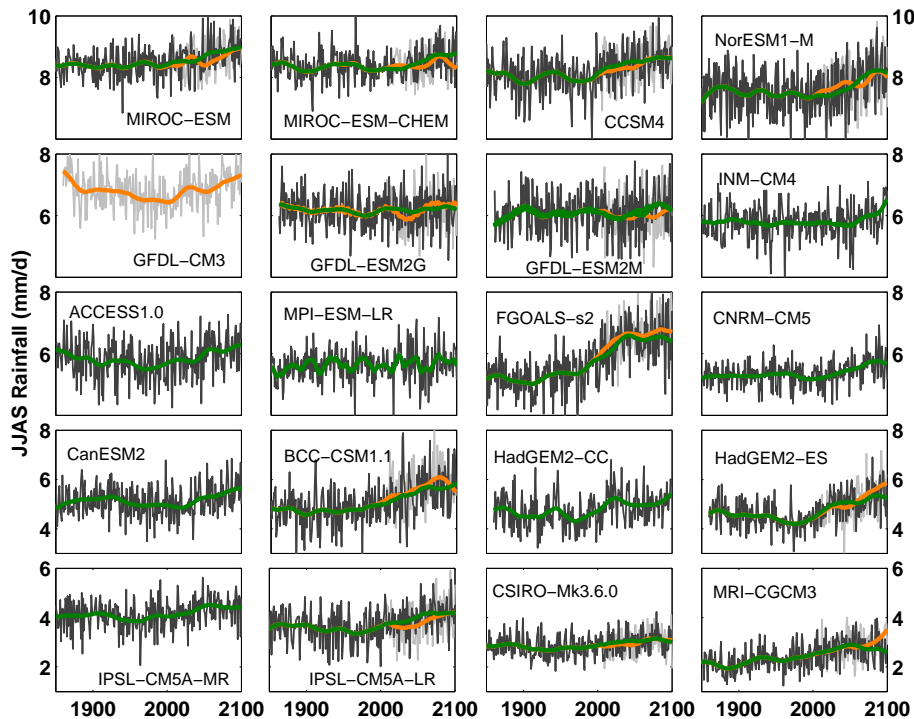 10
8
MIROC−ESM
MIROC−ESM−CHEM
CCSM4
NorESM1−M
10
8
8
6
GFDL−CM3
GFDL−ESM2G
GFDL−ESM2M
INM−CM4
8
6
JJAS Rainfall (mm/d)
8
6
ACCESS1.0
MPI−ESM−LR
FGOALS−s2
CNRM−CM5
8
6
8
6
4
CanESM2
BCC−CSM1.1
HadGEM2−CC
HadGEM2−ES
8
6
4
6
4
2
IPSL−CM5A−MR
IPSL−CM5A−LR
CSIRO−Mk3.6.0
MRI−CGCM3
6
4
2
1900 2000 2100
1900 2000 2100
1900 2000 2100
1900 2000 2100